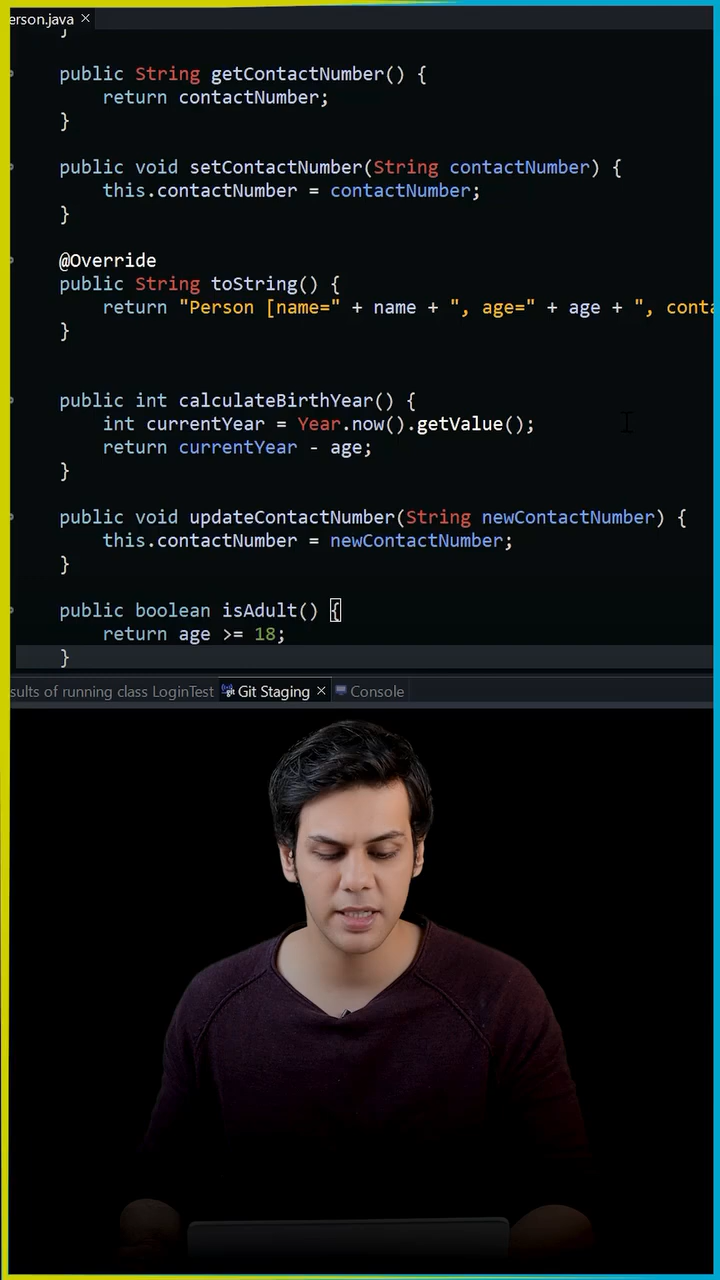 erson.java ×
}
public String getContactNumber() {
return contactNumber;
}
public void setContactNumber(String contactNumber) {
this.contactNumber = contactNumber;
}
@Override
public String toString() {
return "Person [name=" + name + ", age=" + age + ", conta
}
public int calculateBirthYear() {
int currentYear = Year.now().getValue();
return currentYear - age;
}
public void updateContactNumber(String newContactNumber) {
this.contactNumber = newContactNumber;
}
public boolean isAdult() {
return age >= 18;
}
sults of running class LoginTest Git Staging × Console